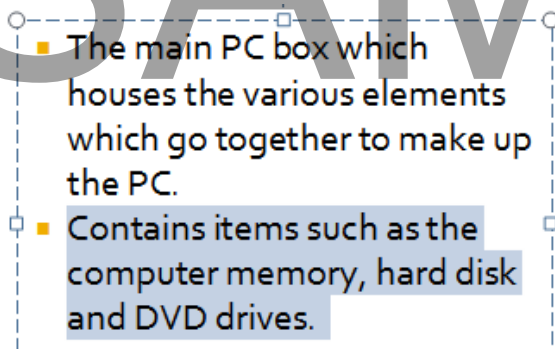 The main PC box which
houses the various elements
which go together to make up
the PC.
Contains items such as the
computer memory, hard disk
and DVD drives.